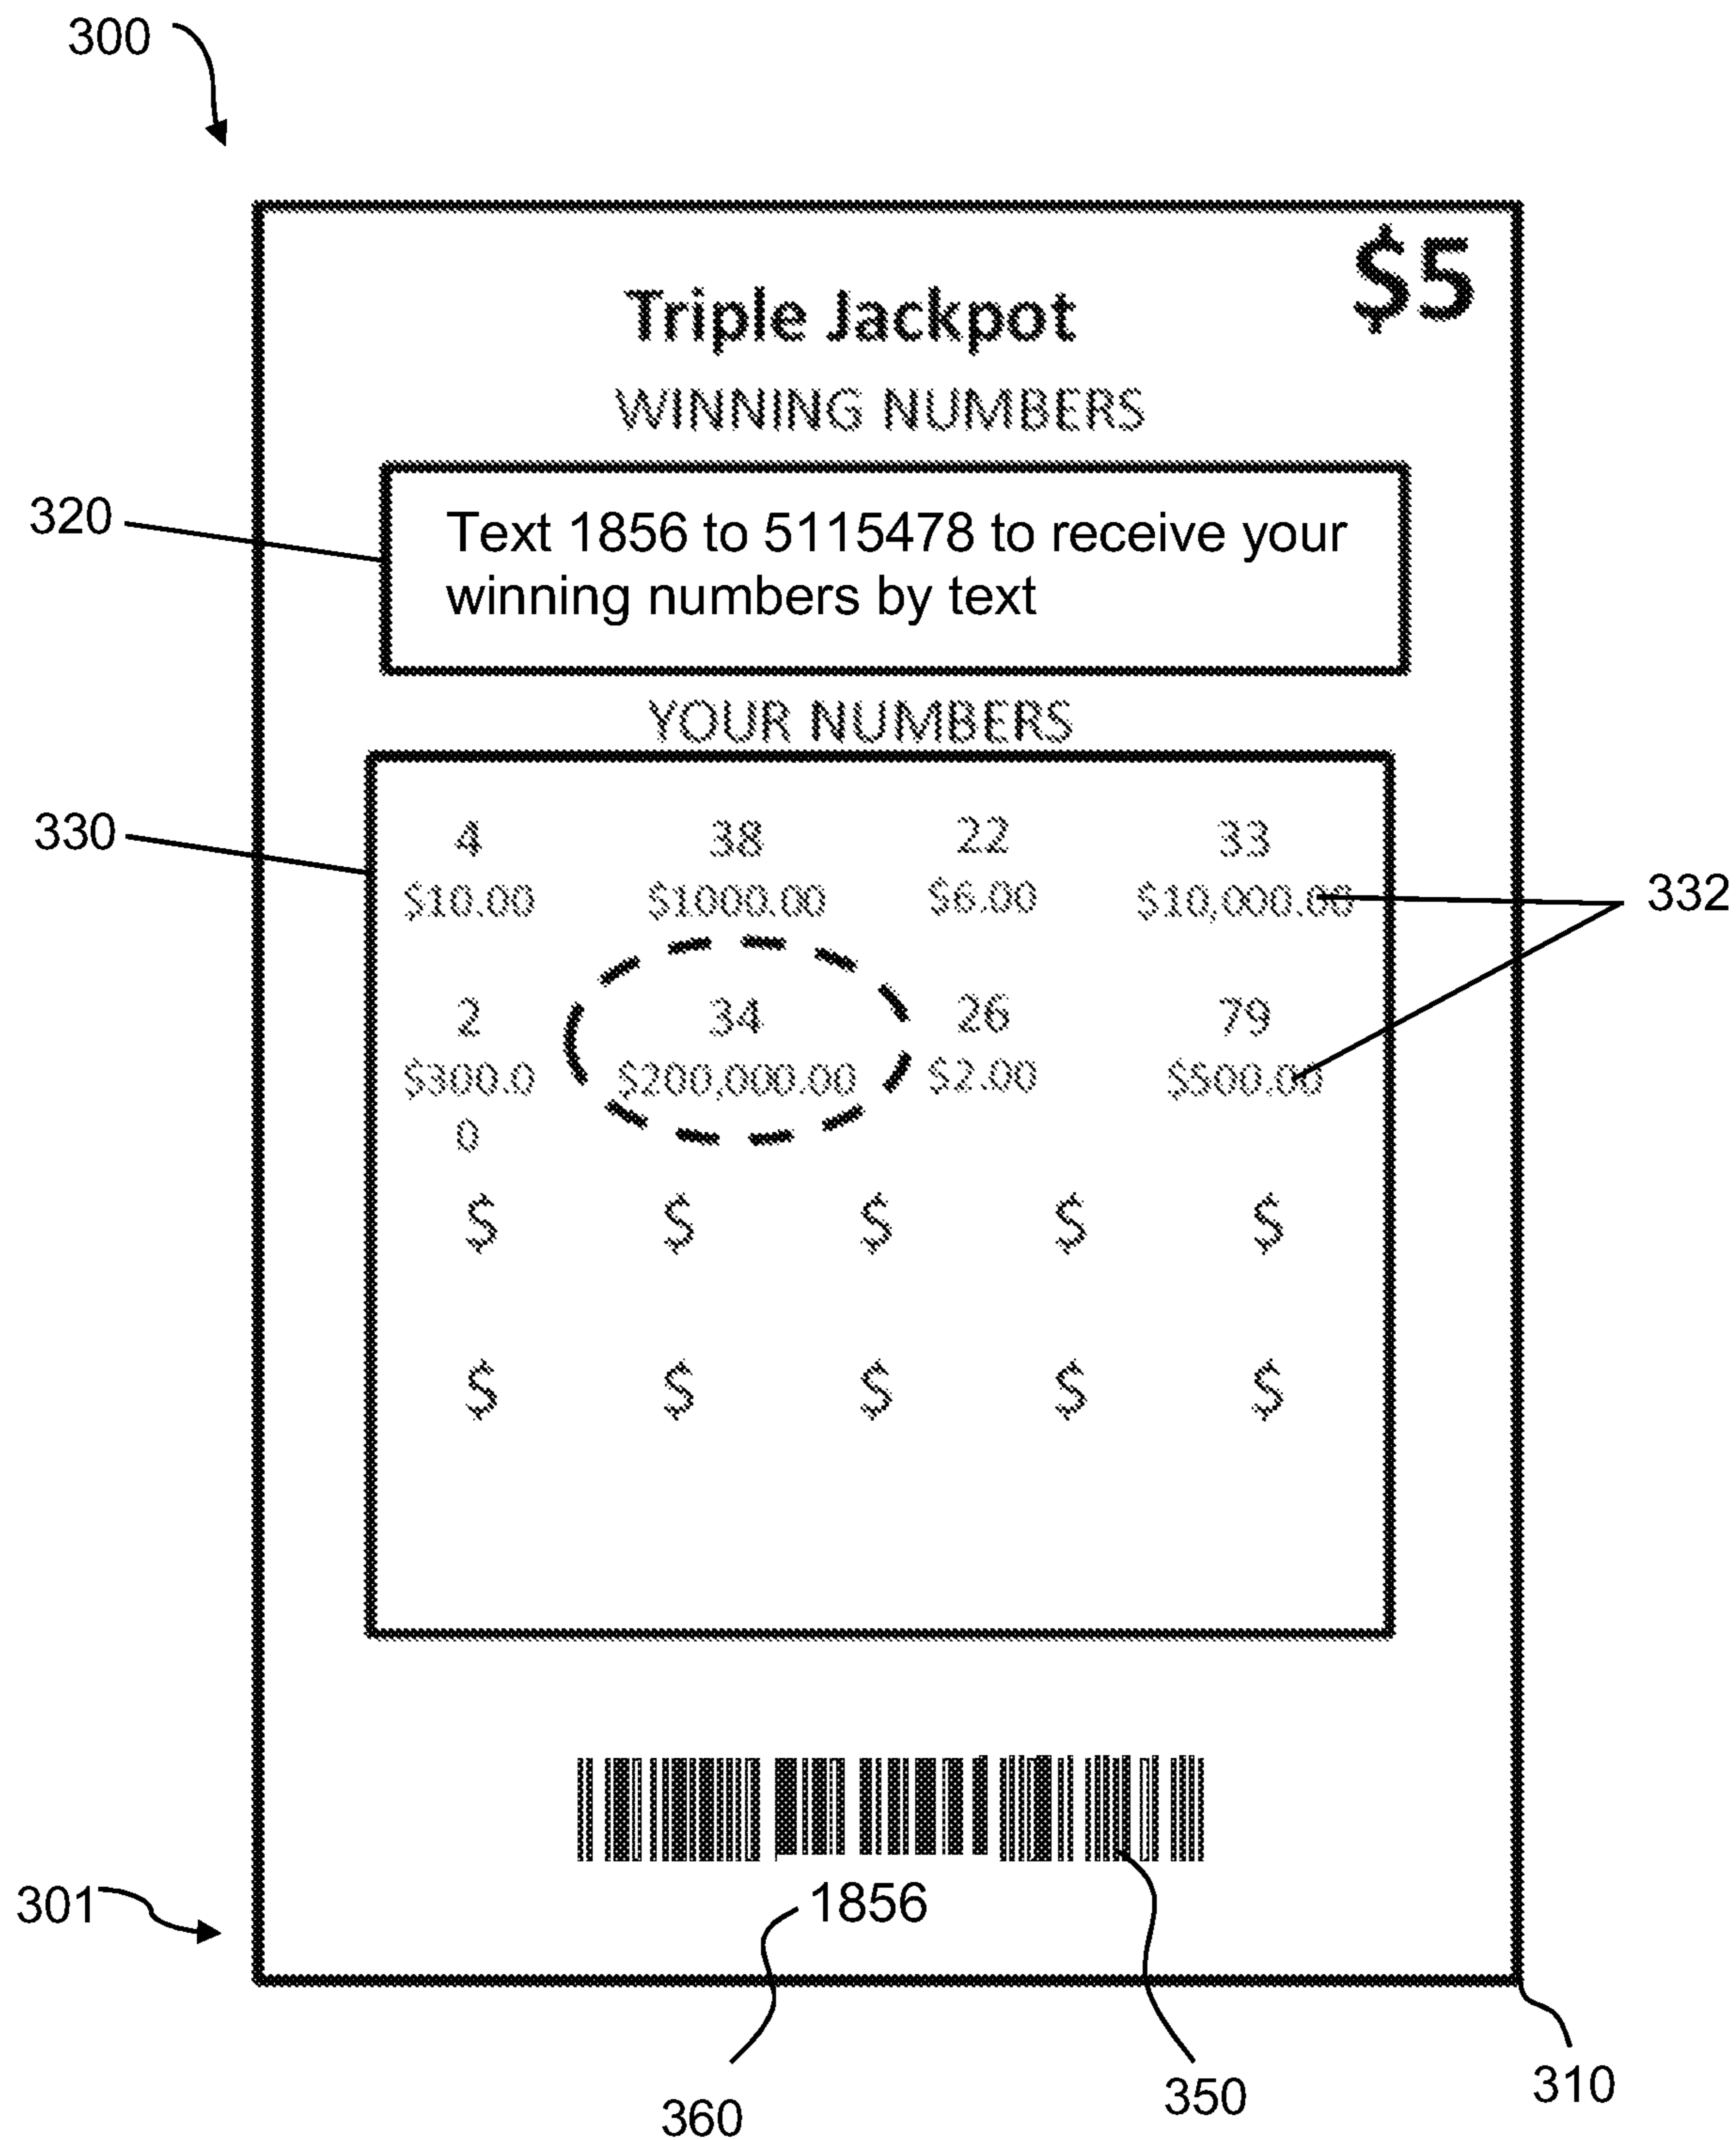 300
$5
Triple Jackpot
WINNING NUMBERS
320
Text 1856 to 5115478 to receive your
winning numbers by text
YOUR NUMBERS
330
4 38 22 33
$10.00 $1000.00 $6.00 $10,000.00
332
2 34 26 79
$300.0 $200,000.00 $2.00 $500.00
0
$ $ $ $ $
$ $ $ $ $
301
1856
360
350
310